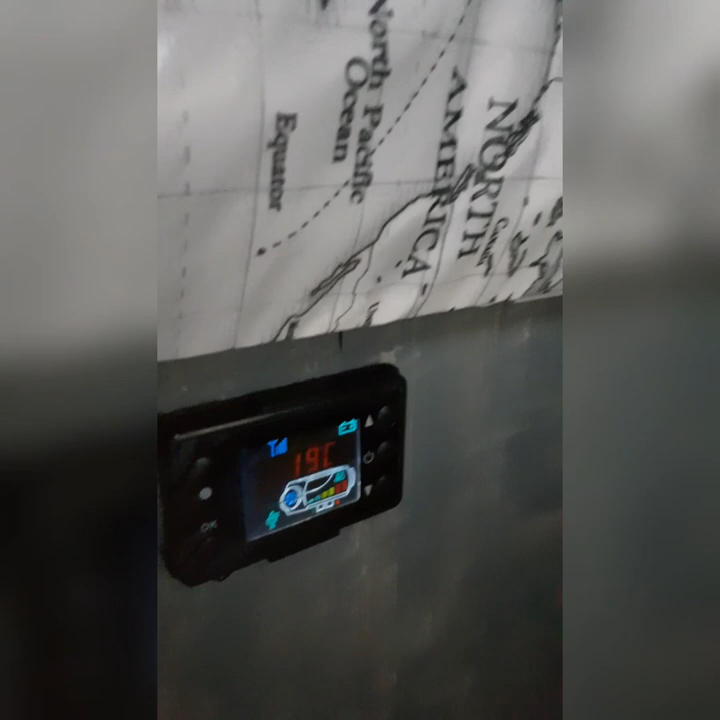 North Pacific
Ocean
Equator
NORTH
AMERICA
19C
OK